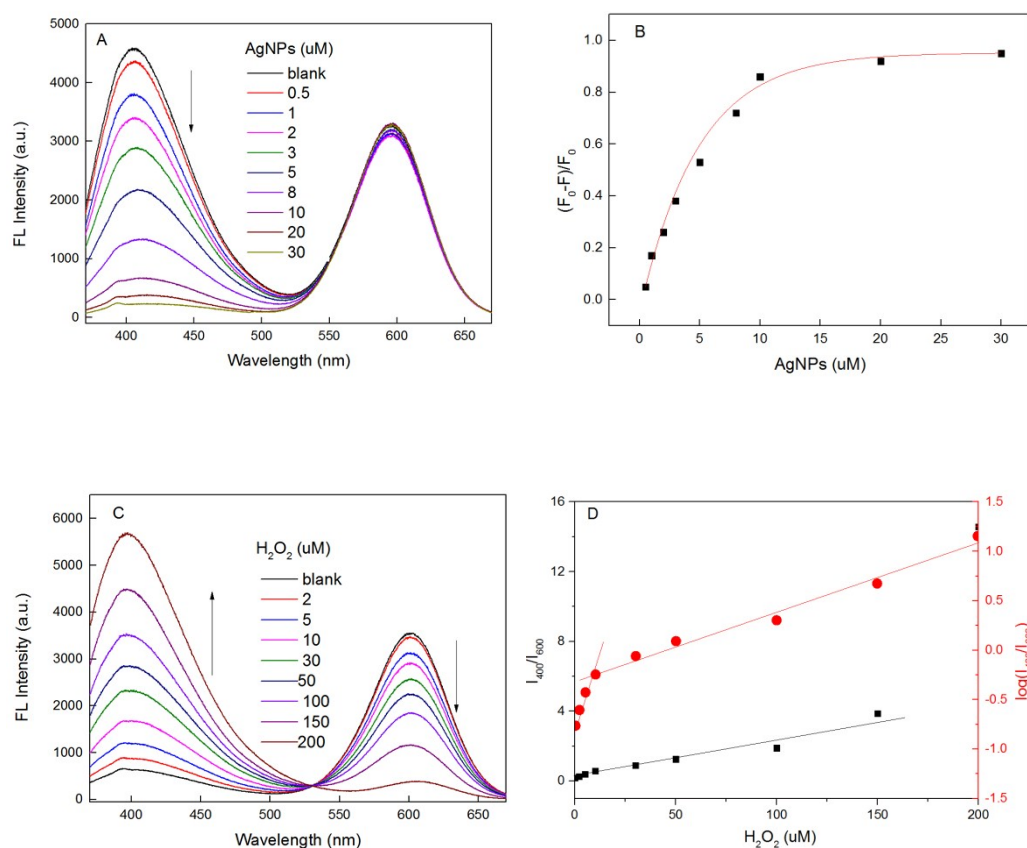 A
AgNPs (uM)
blank
0.5
1
2
3
5
8
10
20
30
5000
4000
3000
2000
1000
0
400 450 500 550 600 650
Wavelength (nm)
FL Intensity (a.u.)
B
1.0
0.8
0.6
0.4
0.2
0.0
0 5 10 15 20 25 30
AgNPs (uM)
(F₀-F)/F₀
C
H₂O₂ (uM)
blank
2
5
10
30
50
100
150
200
6000
5000
4000
3000
2000
1000
0
400 450 500 550 600 650
Wavelength (nm)
FL Intensity (a.u.)
D
16
12
8
4
0
0 50 100 150 200
H₂O₂ (uM)
I₄₀₀/I₆₀₀
1.5
1.0
0.5
0.0
-0.5
-1.0
-1.5